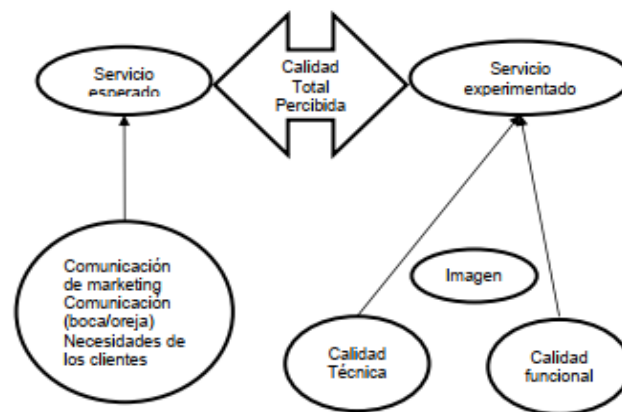 Servicio
esperado
Calidad
Total
Percibida
Servicio
experimentado
Comunicación
de marketing
Comunicación
(boca/oreja)
Necesidades de
los clientes
Imagen
Calidad
Técnica
Calidad
funcional